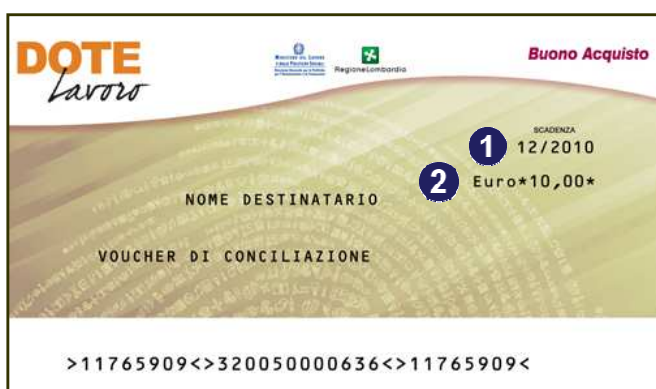 DOTE
Lavoro
RegioneLombardia
Buono Acquisto
SCADENZA
1 12/2010
2 Euro*10,00*
NOME DESTINATARIO
VOUCHER DI CONCILIAZIONE
>11765909<>320050000636<>11765909<